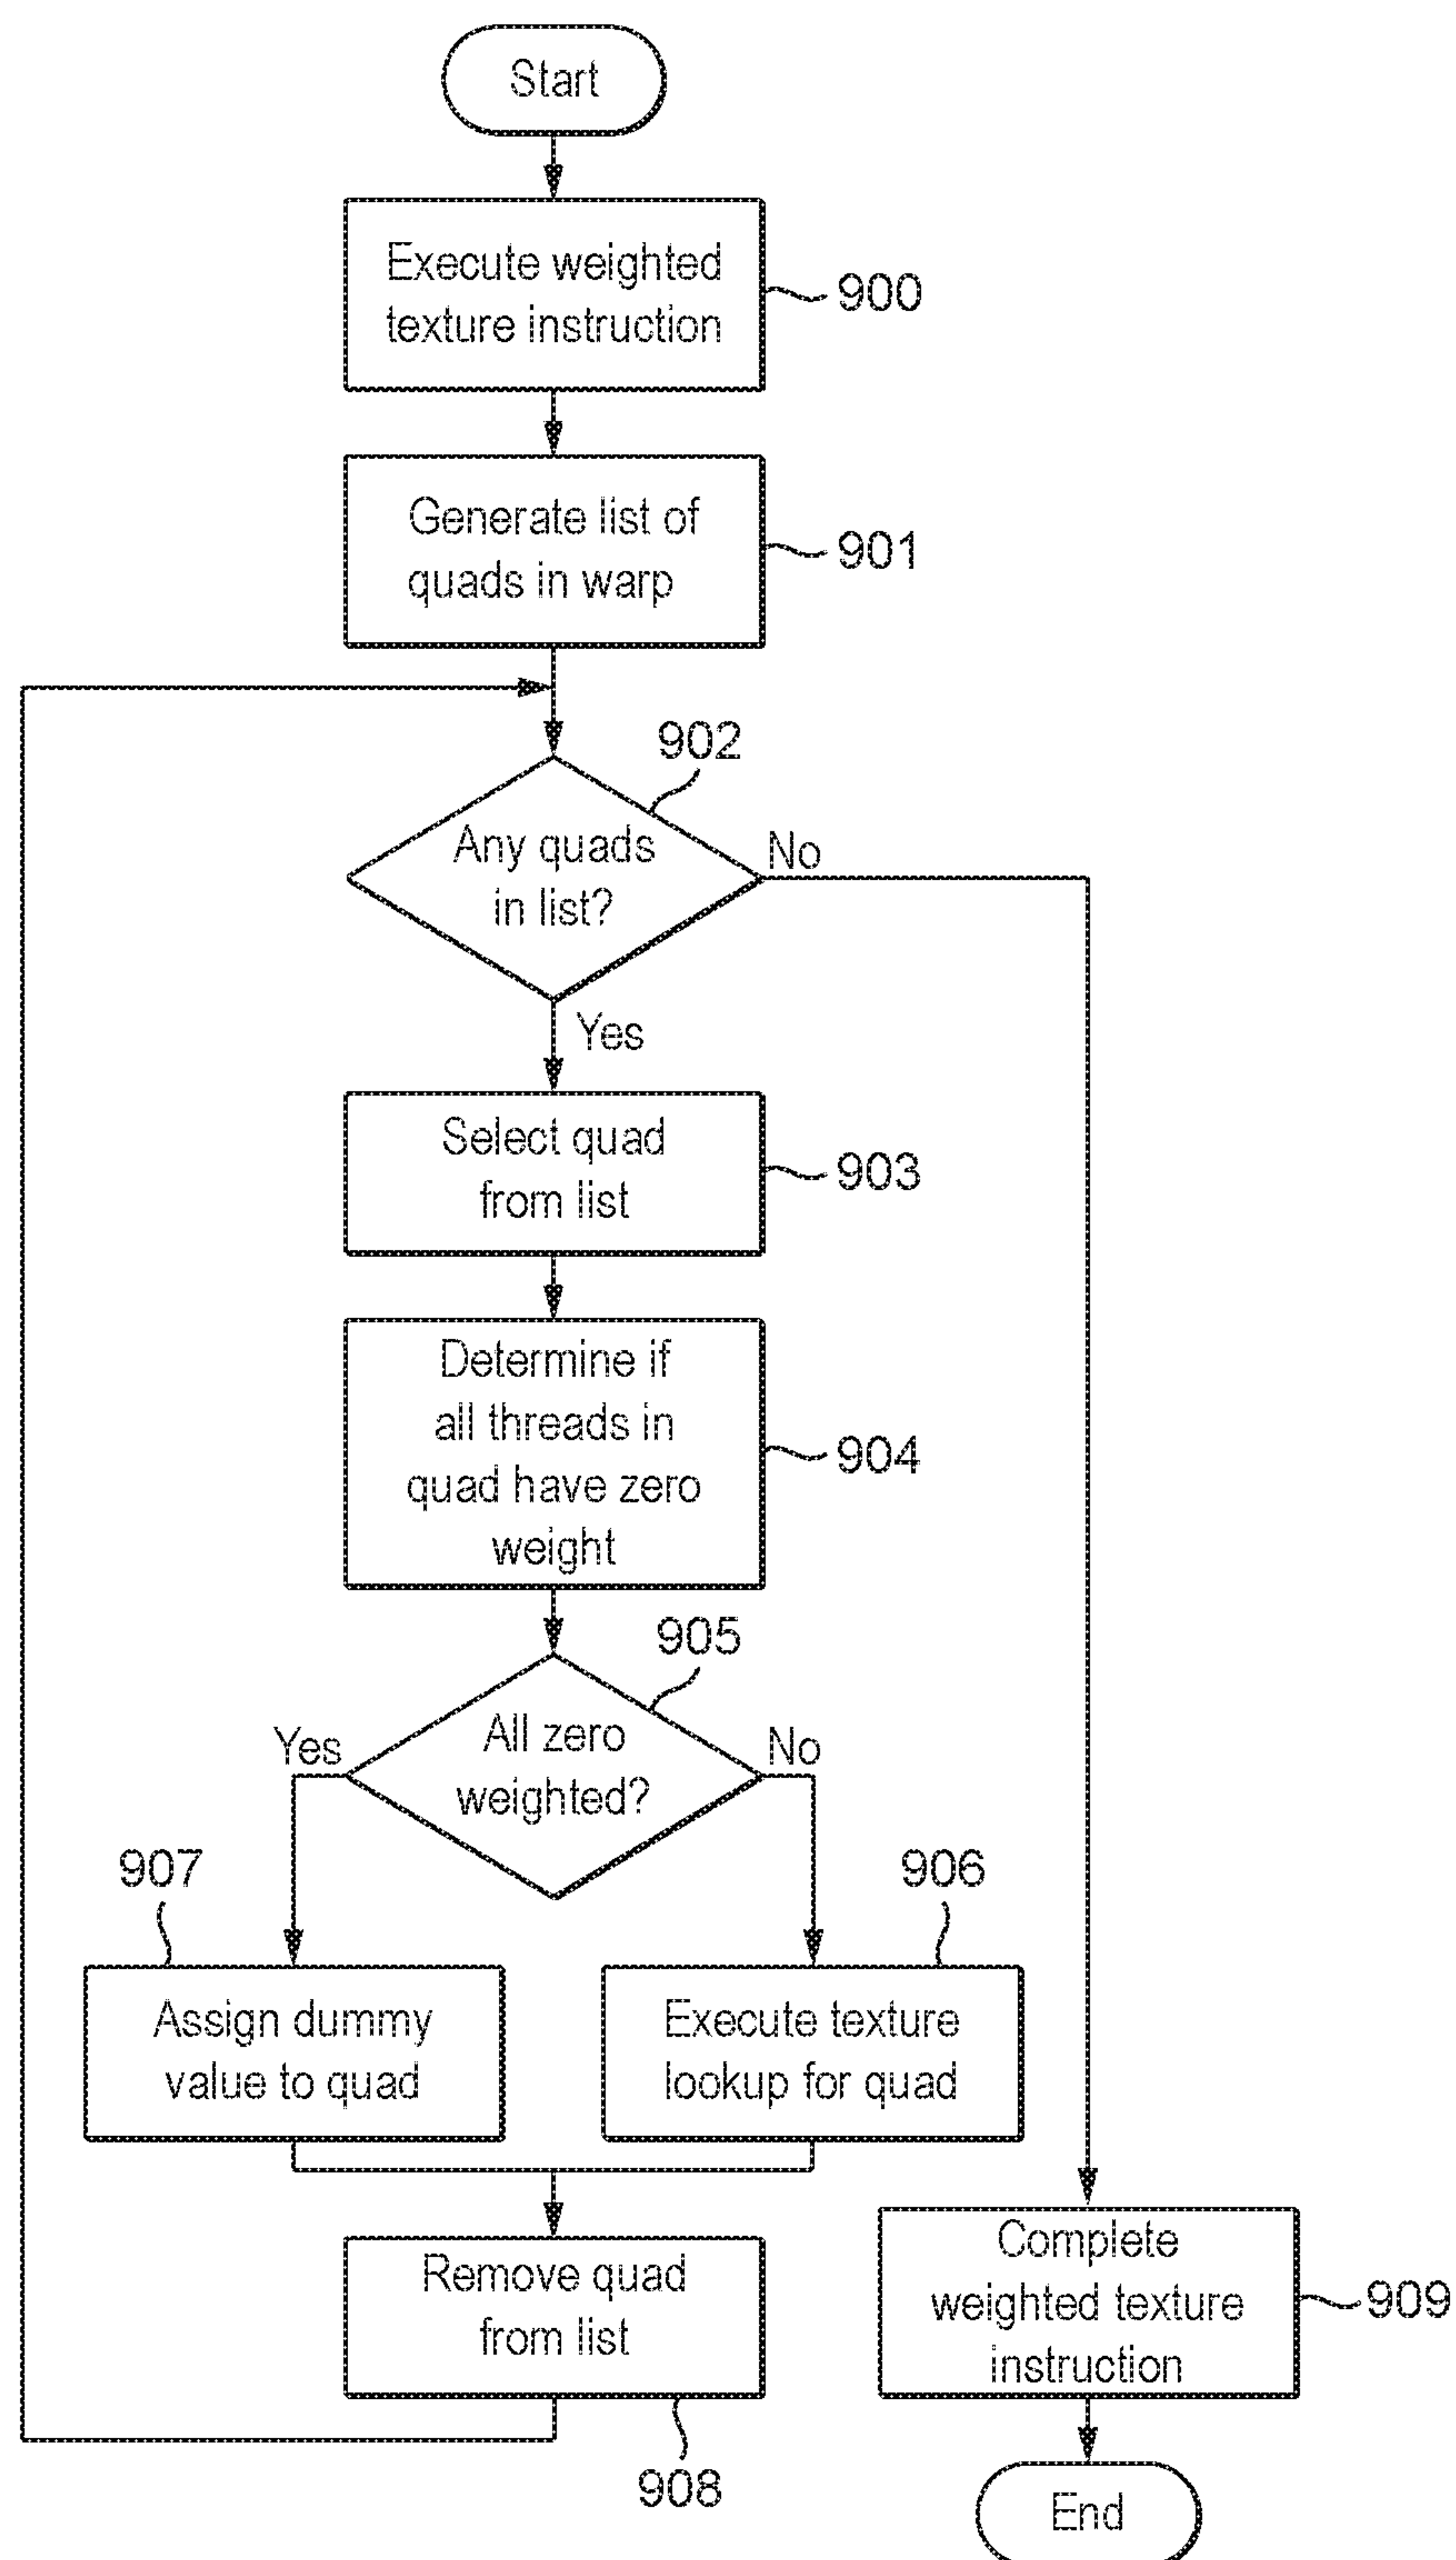 Start
Execute weighted
texture instruction
900
Generate list of
quads in warp
901
902
Any quads
in list?
No
Yes
Select quad
from list
903
Determine if
all threads in
quad have zero
weight
904
905
All zero
weighted?
Yes
No
907
906
Assign dummy
value to quad
Execute texture
lookup for quad
Remove quad
from list
908
Complete
weighted texture
instruction
909
End